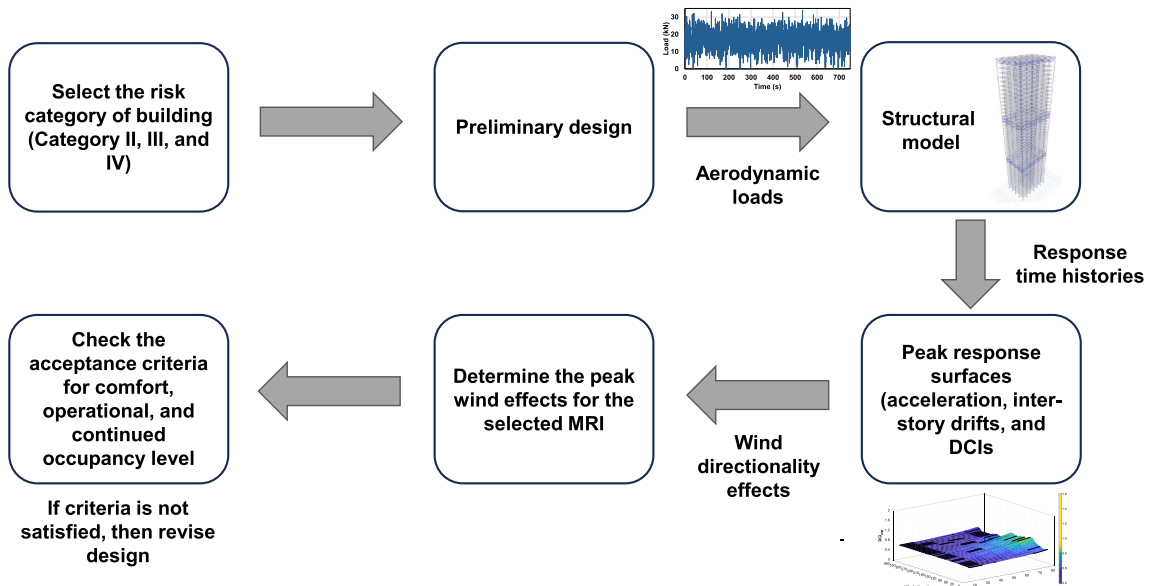 Select the risk
category of building
(Category II, III, and
IV)
Preliminary design
Load (kN)
30
20
10
0
0 100 200 300 400 500 600 700
Time (s)
Aerodynamic
loads
Structural
model
Response
time histories
Peak response
surfaces
(acceleration, inter-
story drifts, and
DCIs
Wind
directionality
effects
Determine the peak
wind effects for the
selected MRI
Check the
acceptance criteria
for comfort,
operational, and
continued
occupancy level
If criteria is not
satisfied, then revise
design
-